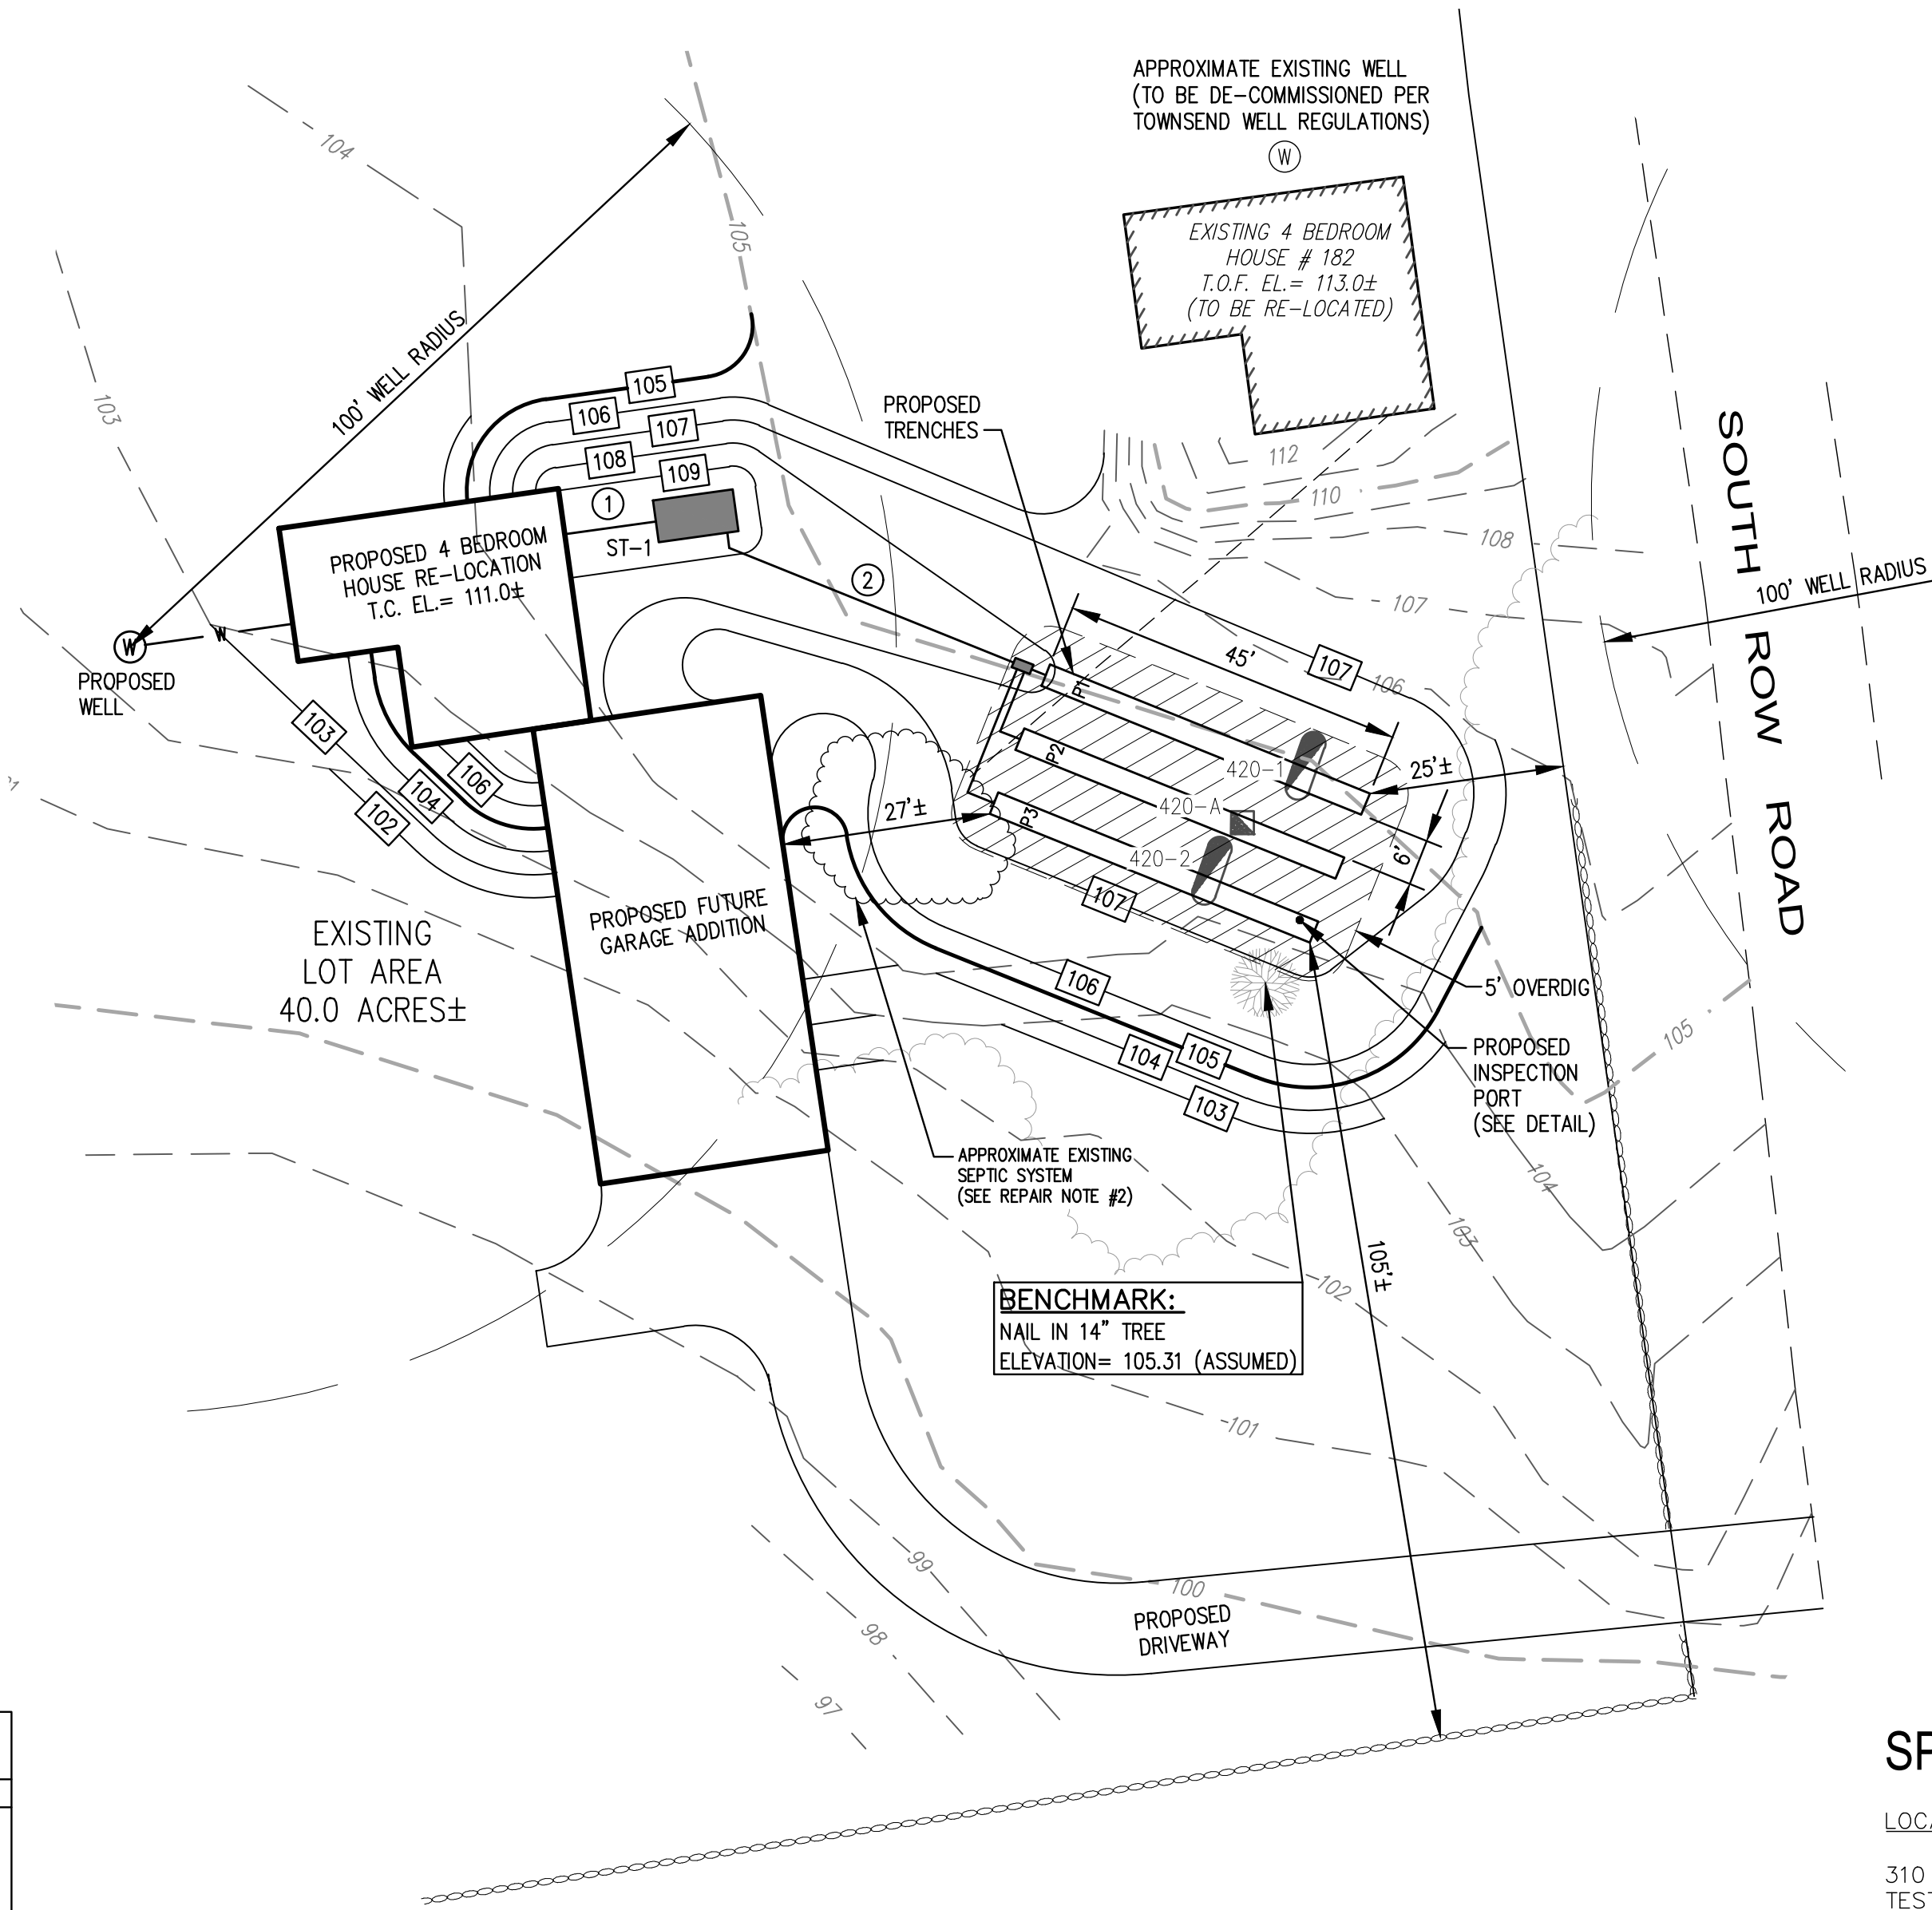 APPROXIMATE EXISTING WELL
(TO BE DE-COMMISSIONED PER
TOWNSEND WELL REGULATIONS)
W
EXISTING 4 BEDROOM
HOUSE # 182
T.O.F. EL.= 113.0±
(TO BE RE-LOCATED)
104
105
103
100' WELL RADIUS
105
106
107
108
109
1
ST-1
2
PROPOSED
TRENCHES
112
110
108
107
106
SOUTH ROW ROAD
100' WELL RADIUS
PROPOSED 4 BEDROOM
HOUSE RE-LOCATION
T.C. EL.= 111.0±
W
W
PROPOSED
WELL
103
104
106
102
45'
107
P1
P2
P3
420-1
420-A
420-2
25'±
6'
27'±
107
PROPOSED FUTURE
GARAGE ADDITION
EXISTING
LOT AREA
40.0 ACRES±
106
105
104
103
5' OVERDIG
PROPOSED
INSPECTION
PORT
(SEE DETAIL)
105
104
103
102
101
APPROXIMATE EXISTING
SEPTIC SYSTEM
(SEE REPAIR NOTE #2)
105'±
BENCHMARK:
NAIL IN 14" TREE
ELEVATION= 105.31 (ASSUMED)
99
98
97
100
PROPOSED
DRIVEWAY
310
TEST